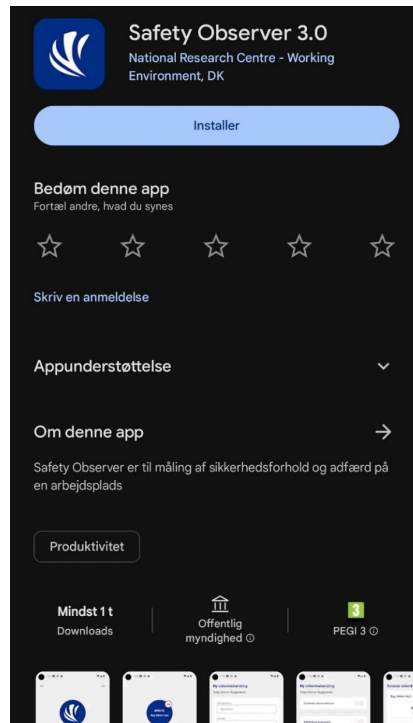 Safety Observer 3.0
National Research Centre - Working
Environment, DK
Installer
Bedøm denne app
Fortæl andre, hvad du synes
Skriv en anmeldelse
Appunderstøttelse
Om denne app
Safety Observer er til måling af sikkerhedsforhold og adfærd på
en arbejdsplads
Produktivitet
Mindst 1 t
Downloads
Offentlig
myndighed
3
PEGI 3